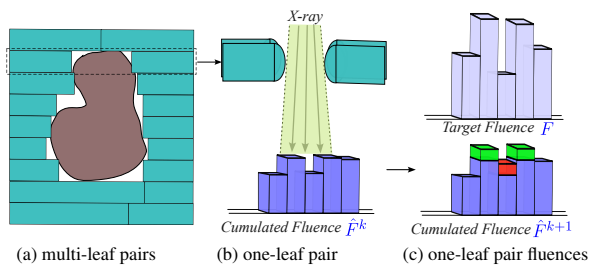 X-ray
Cumulated Fluence F̂^k
Target Fluence F
Cumulated Fluence F̂^{k+1}
(a) multi-leaf pairs
(b) one-leaf pair
(c) one-leaf pair fluences